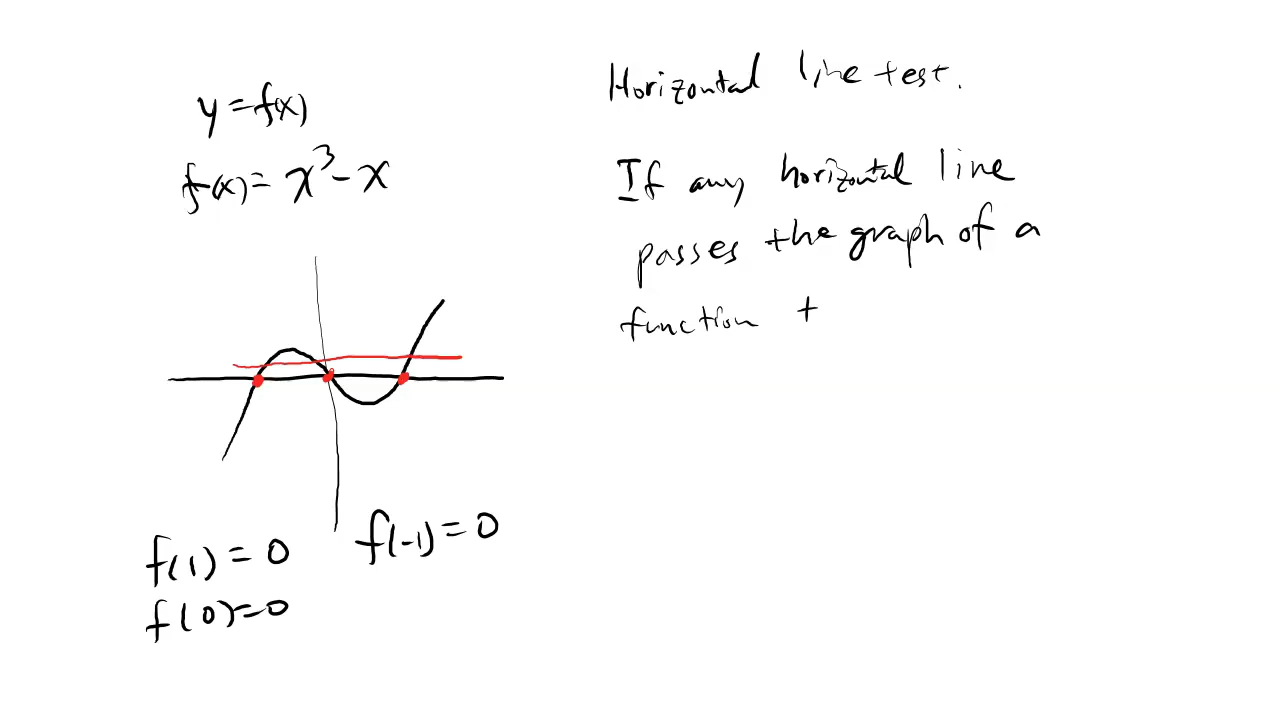 y = f(x)
f(x) = x³ - x
f(1) = 0
f(-1) = 0
f(0) = 0
Horizontal line test.
If any horizontal line
passes the graph of a
function t